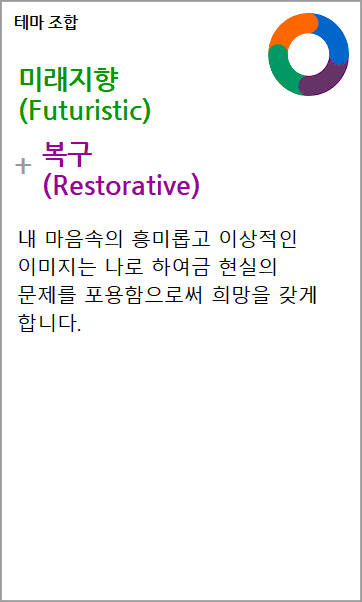 테마 조합
미래지향
(Futuristic)
+ 복구
(Restorative)
내 마음속의 흥미롭고 이상적인
이미지는 나로 하여금 현실의
문제를 포용함으로써 희망을 갖게
합니다.